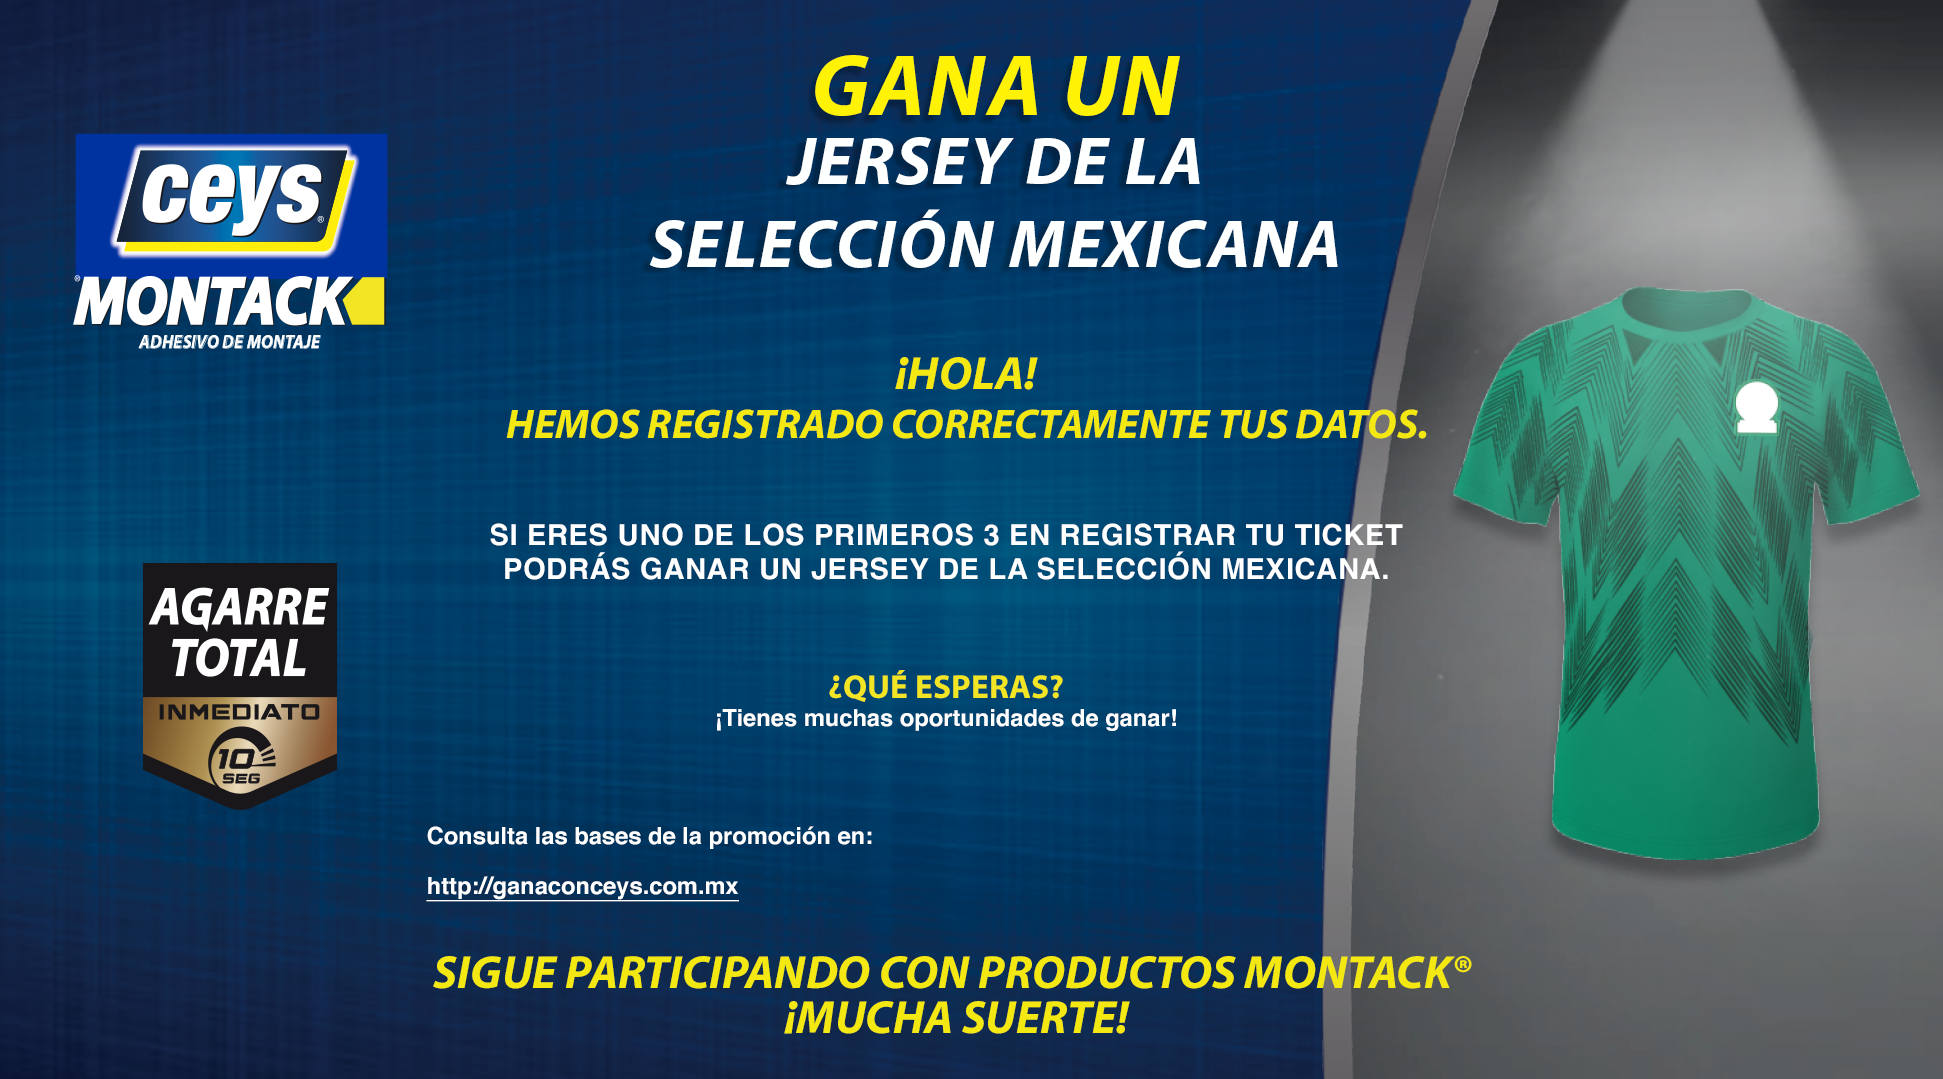 GANA UN
JERSEY DE LA
SELECCIÓN MEXICANA
ceys®
®MONTACK
ADHESIVO DE MONTAJE
¡HOLA!
HEMOS REGISTRADO CORRECTAMENTE TUS DATOS.
SI ERES UNO DE LOS PRIMEROS 3 EN REGISTRAR TU TICKET
PODRÁS GANAR UN JERSEY DE LA SELECCIÓN MEXICANA.
AGARRE
TOTAL
INMEDIATO
10
SEG
¿QUÉ ESPERAS?
¡Tienes muchas oportunidades de ganar!
Consulta las bases de la promoción en:
http://ganaconceys.com.mx
SIGUE PARTICIPANDO CON PRODUCTOS MONTACK®
¡MUCHA SUERTE!